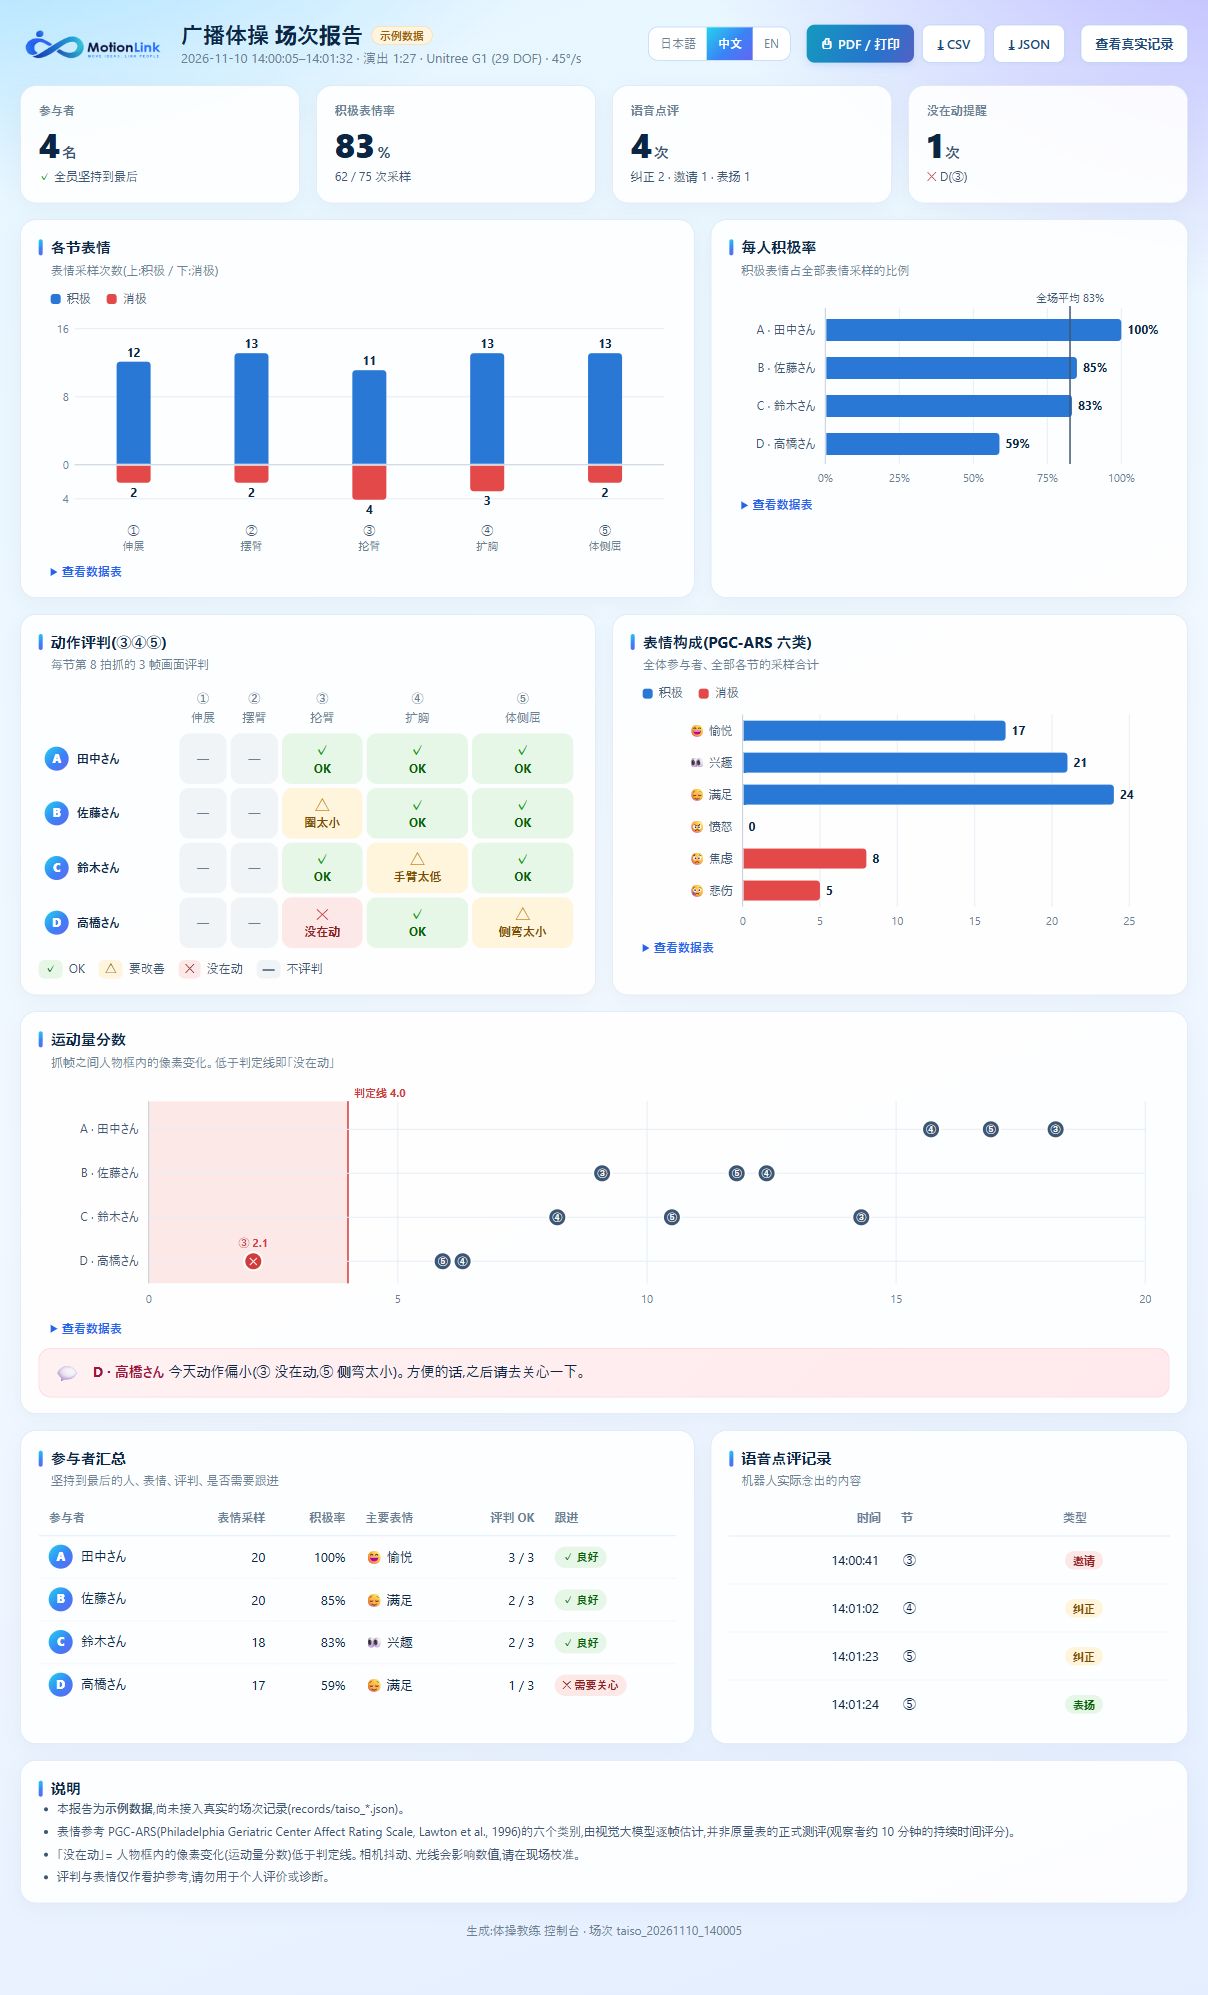 MotionLink
MOVE IDEAS, LINK PEOPLE
广播体操 场次报告 示例数据
2026-11-10 14:00:05–14:01:32 · 演出 1:27 · Unitree G1 (29 DOF) · 45°/s
日本語 中文 EN
PDF / 打印
CSV
JSON
查看真实记录
参与者
4名
✓ 全员坚持到最后
积极表情率
83%
62 / 75 次采样
语音点评
4次
纠正 2 · 邀请 1 · 表扬 1
没在动提醒
1次
✕ D(③)
各节表情
表情采样次数(上:积极 / 下:消极)
积极 消极
16
8
0
4
12 13 11 13 13
2 2 4 3 2
① ② ③ ④ ⑤
伸展 摆臂 抡臂 扩胸 体侧屈
▶ 查看数据表
每人积极率
积极表情占全部表情采样的比例
全场平均 83%
A · 田中さん 100%
B · 佐藤さん 85%
C · 鈴木さん 83%
D · 高橋さん 59%
0% 25% 50% 75% 100%
▶ 查看数据表
动作评判(③④⑤)
每节第 8 拍抓的 3 帧画面评判
① ② ③ ④ ⑤
伸展 摆臂 抡臂 扩胸 体侧屈
A 田中さん — — ✓ OK ✓ OK ✓ OK
B 佐藤さん — — △ 圈太小 ✓ OK ✓ OK
C 鈴木さん — — ✓ OK △ 手臂太低 ✓ OK
D 高橋さん — — ✕ 没在动 ✓ OK △ 侧弯太小
✓ OK △ 要改善 ✕ 没在动 — 不评判
表情构成(PGC-ARS 六类)
全体参与者、全部各节的采样合计
积极 消极
愉悦 17
兴趣 21
满足 24
愤怒 0
焦虑 8
悲伤 5
0 5 10 15 20 25
▶ 查看数据表
运动量分数
抓帧之间人物框内的像素变化。低于判定线即「没在动」
判定线 4.0
A · 田中さん ④ ⑤ ③
B · 佐藤さん ③ ⑤ ④
C · 鈴木さん ④ ⑤ ③
③ 2.1
D · 高橋さん ✕ ⑤ ④
0 5 10 15 20
▶ 查看数据表
D · 高橋さん 今天动作偏小(③ 没在动,⑤ 侧弯太小)。方便的话,之后请去关心一下。
参与者汇总
坚持到最后的人、表情、评判、是否需要跟进
参与者 表情采样 积极率 主要表情 评判 OK 跟进
A 田中さん 20 100% 愉悦 3 / 3 ✓ 良好
B 佐藤さん 20 85% 满足 2 / 3 ✓ 良好
C 鈴木さん 18 83% 兴趣 2 / 3 ✓ 良好
D 高橋さん 17 59% 满足 1 / 3 ✕ 需要关心
语音点评记录
机器人实际念出的内容
时间 节 类型
14:00:41 ③ 邀请
14:01:02 ④ 纠正
14:01:23 ⑤ 纠正
14:01:24 ⑤ 表扬
说明
• 本报告为示例数据,尚未接入真实的场次记录(records/taiso_*.json)。
• 表情参考 PGC-ARS(Philadelphia Geriatric Center Affect Rating Scale, Lawton et al., 1996)的六个类别,由视觉大模型逐帧估计,并非原量表的正式测评(观察者约 10 分钟的持续时间评分)。
• 「没在动」= 人物框内的像素变化(运动量分数)低于判定线。相机抖动、光线会影响数值,请在现场校准。
• 评判与表情仅作看护参考,请勿用于个人评价或诊断。
生成:体操教练 控制台 · 场次 taiso_20261110_140005